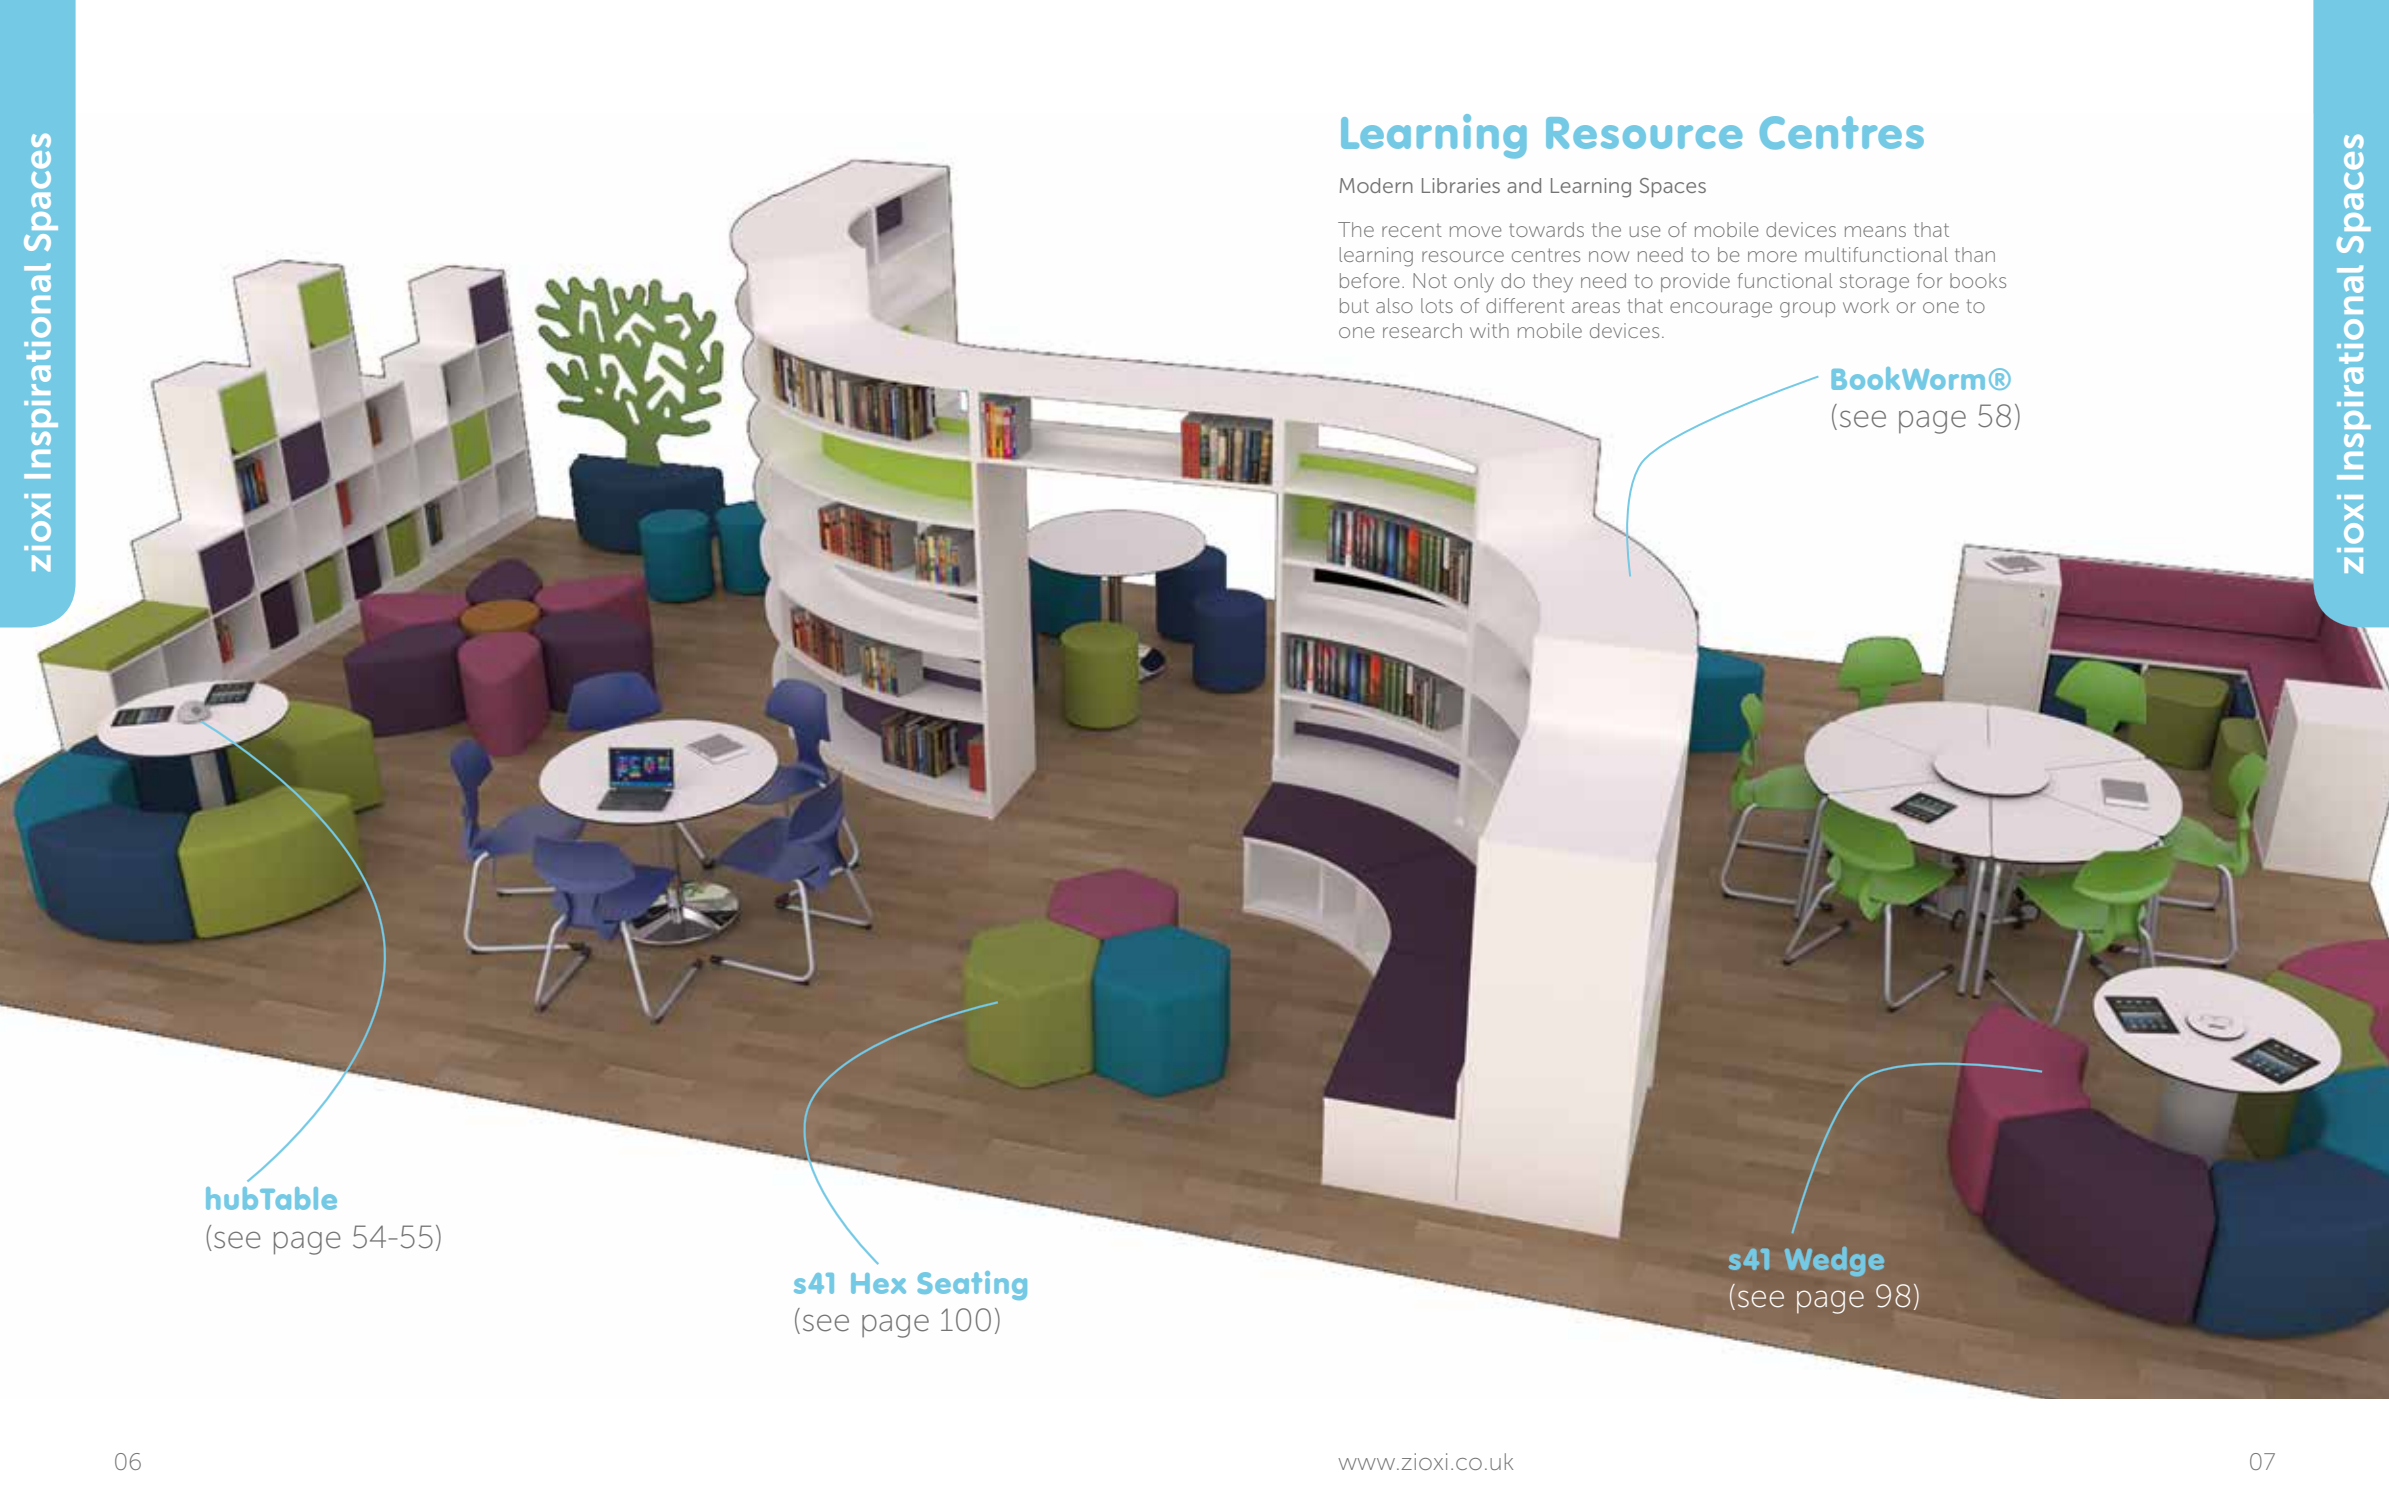 zioxi Inspirational Spaces
Learning Resource Centres
Modern Libraries and Learning Spaces
The recent move towards the use of mobile devices means that
learning resource centres now need to be more multifunctional than
before. Not only do they need to provide functional storage for books
but also lots of different areas that encourage group work or one to
one research with mobile devices.
BookWorm®
(see page 58)
hubTable
(see page 54-55)
s41 Hex Seating
(see page 100)
s41 Wedge
(see page 98)
zioxi Inspirational Spaces
06
www.zioxi.co.uk
07